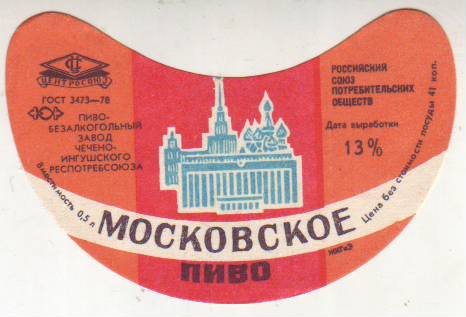 ЦЕНТРОСОЮЗ
ГОСТ 3473—78
ПИВО-
БЕЗАЛКОГОЛЬНЫЙ
ЗАВОД
ЧЕЧЕНО-
ИНГУШСКОГО
РЕСПОТРЕБСОЮЗА
Вместимость 0,5 л
РОССИЙСКИЙ
СОЮЗ
ПОТРЕБИТЕЛЬСКИХ
ОБЩЕСТВ
Дата выработки
13%
Цена без стоимости посуды 41 коп.
МОСКОВСКОЕ
ПИВО